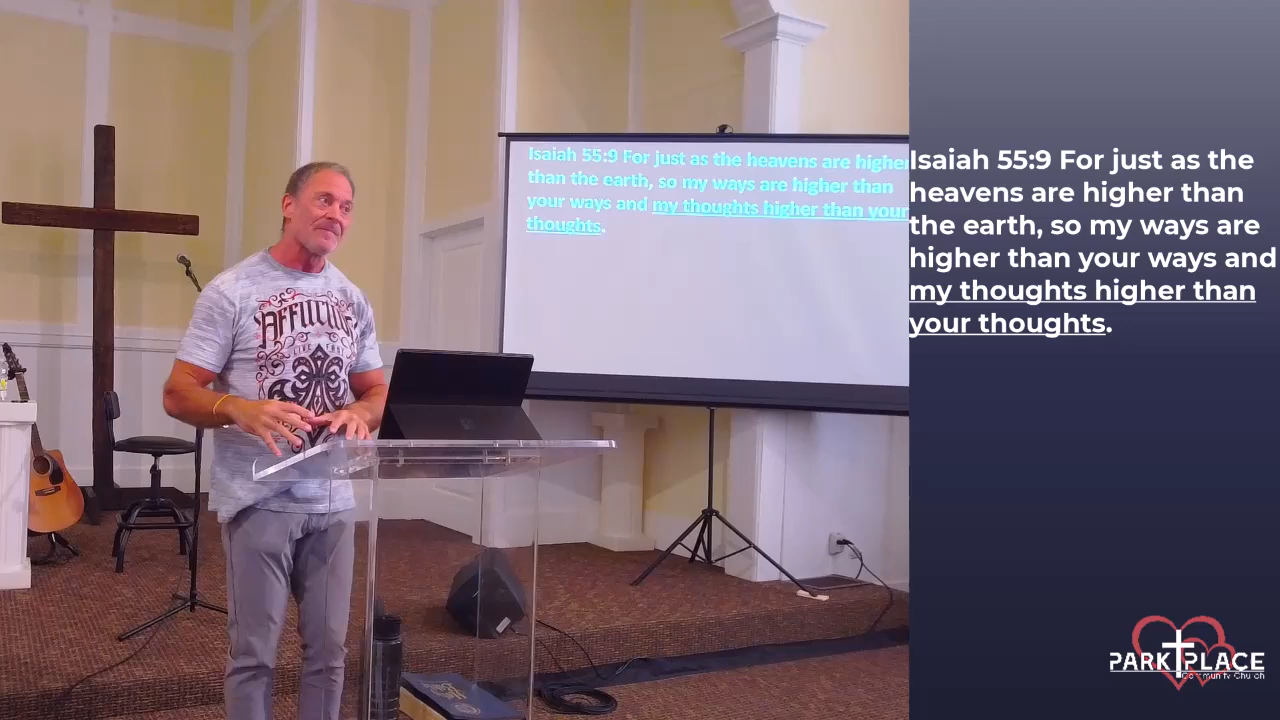 Isaiah 55:9 For just as the heavens are higher
than the earth, so my ways are higher than
your ways and my thoughts higher than your
thoughts.
AFFLICTION
LIVE FAST
Isaiah 55:9 For just as the
heavens are higher than
the earth, so my ways are
higher than your ways and
my thoughts higher than
your thoughts.
PARK PLACE
Community Church